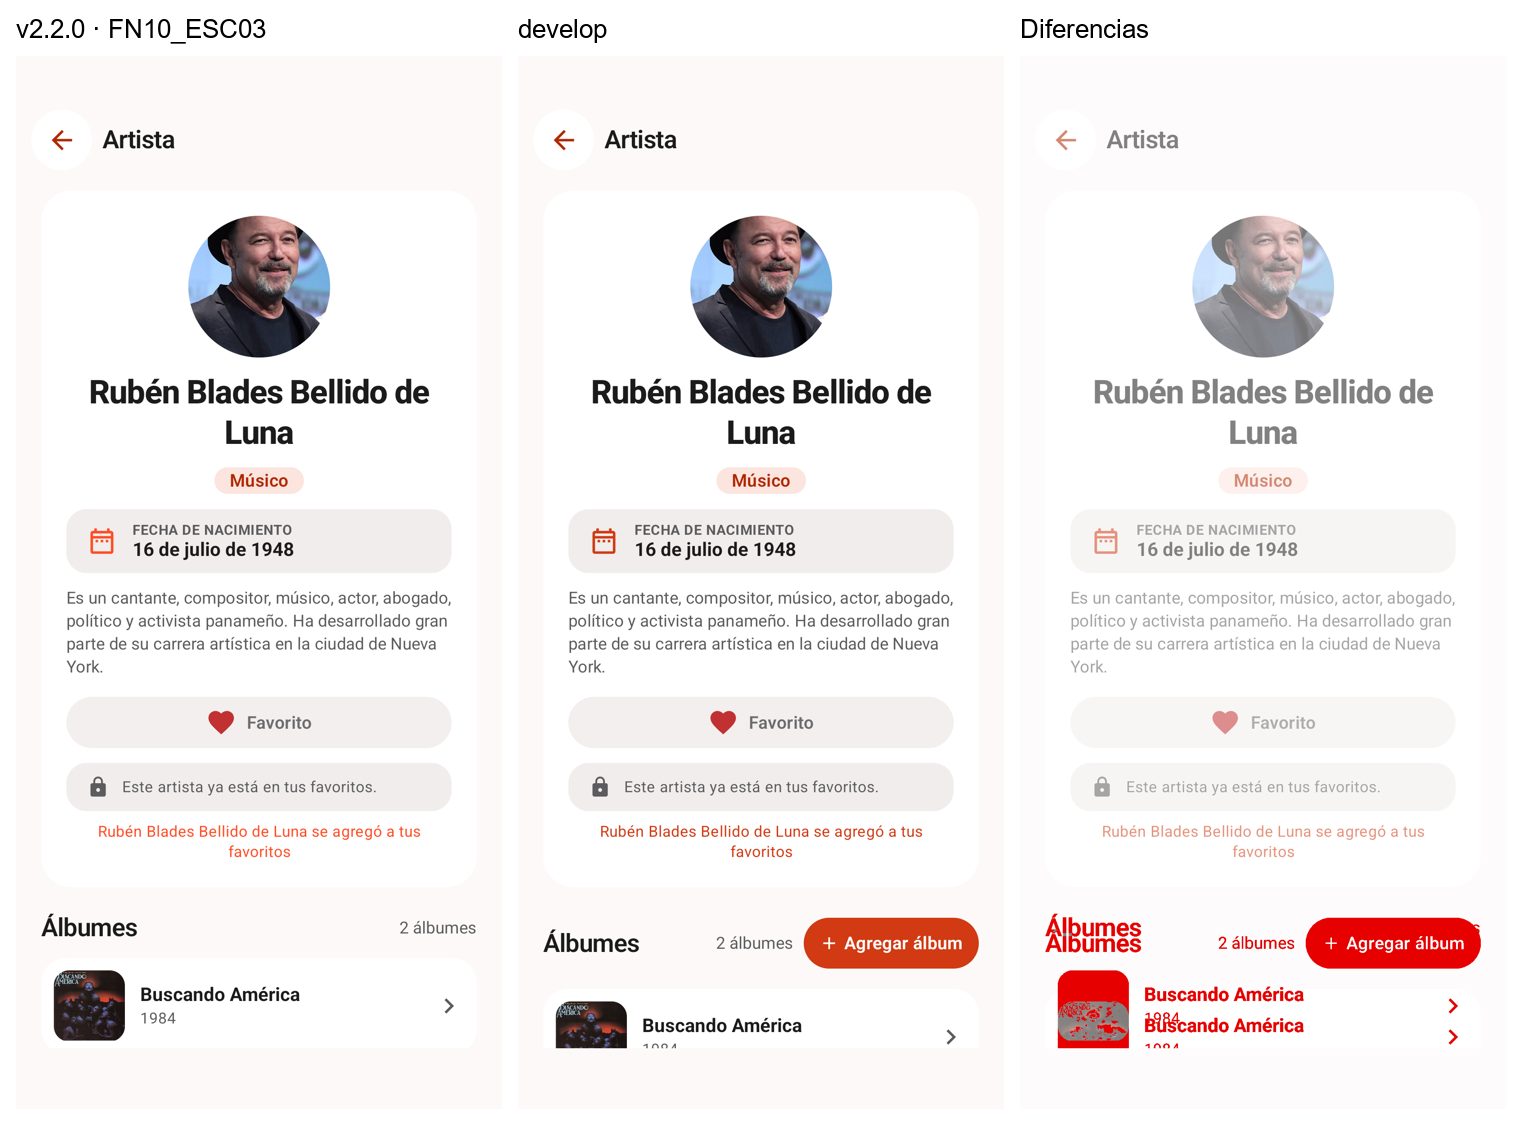 v2.2.0 · FN10_ESC03
Artista
Rubén Blades Bellido de
Luna
Músico
FECHA DE NACIMIENTO
16 de julio de 1948
Es un cantante, compositor, músico, actor, abogado,
político y activista panameño. Ha desarrollado gran
parte de su carrera artística en la ciudad de Nueva
York.
Favorito
Este artista ya está en tus favoritos.
Rubén Blades Bellido de Luna se agregó a tus
favoritos
Álbumes 2 álbumes
BUSCANDO
AMERICA
Buscando América
1984
develop
Artista
Rubén Blades Bellido de
Luna
Músico
FECHA DE NACIMIENTO
16 de julio de 1948
Es un cantante, compositor, músico, actor, abogado,
político y activista panameño. Ha desarrollado gran
parte de su carrera artística en la ciudad de Nueva
York.
Favorito
Este artista ya está en tus favoritos.
Rubén Blades Bellido de Luna se agregó a tus
favoritos
Álbumes 2 álbumes + Agregar álbum
Buscando América
1984
Diferencias
Artista
Rubén Blades Bellido de
Luna
Músico
FECHA DE NACIMIENTO
16 de julio de 1948
Es un cantante, compositor, músico, actor, abogado,
político y activista panameño. Ha desarrollado gran
parte de su carrera artística en la ciudad de Nueva
York.
Favorito
Este artista ya está en tus favoritos.
Rubén Blades Bellido de Luna se agregó a tus
favoritos
Álbumes
Álbumes 2 álbumes + Agregar álbum
Buscando América
1984
Buscando América
1984